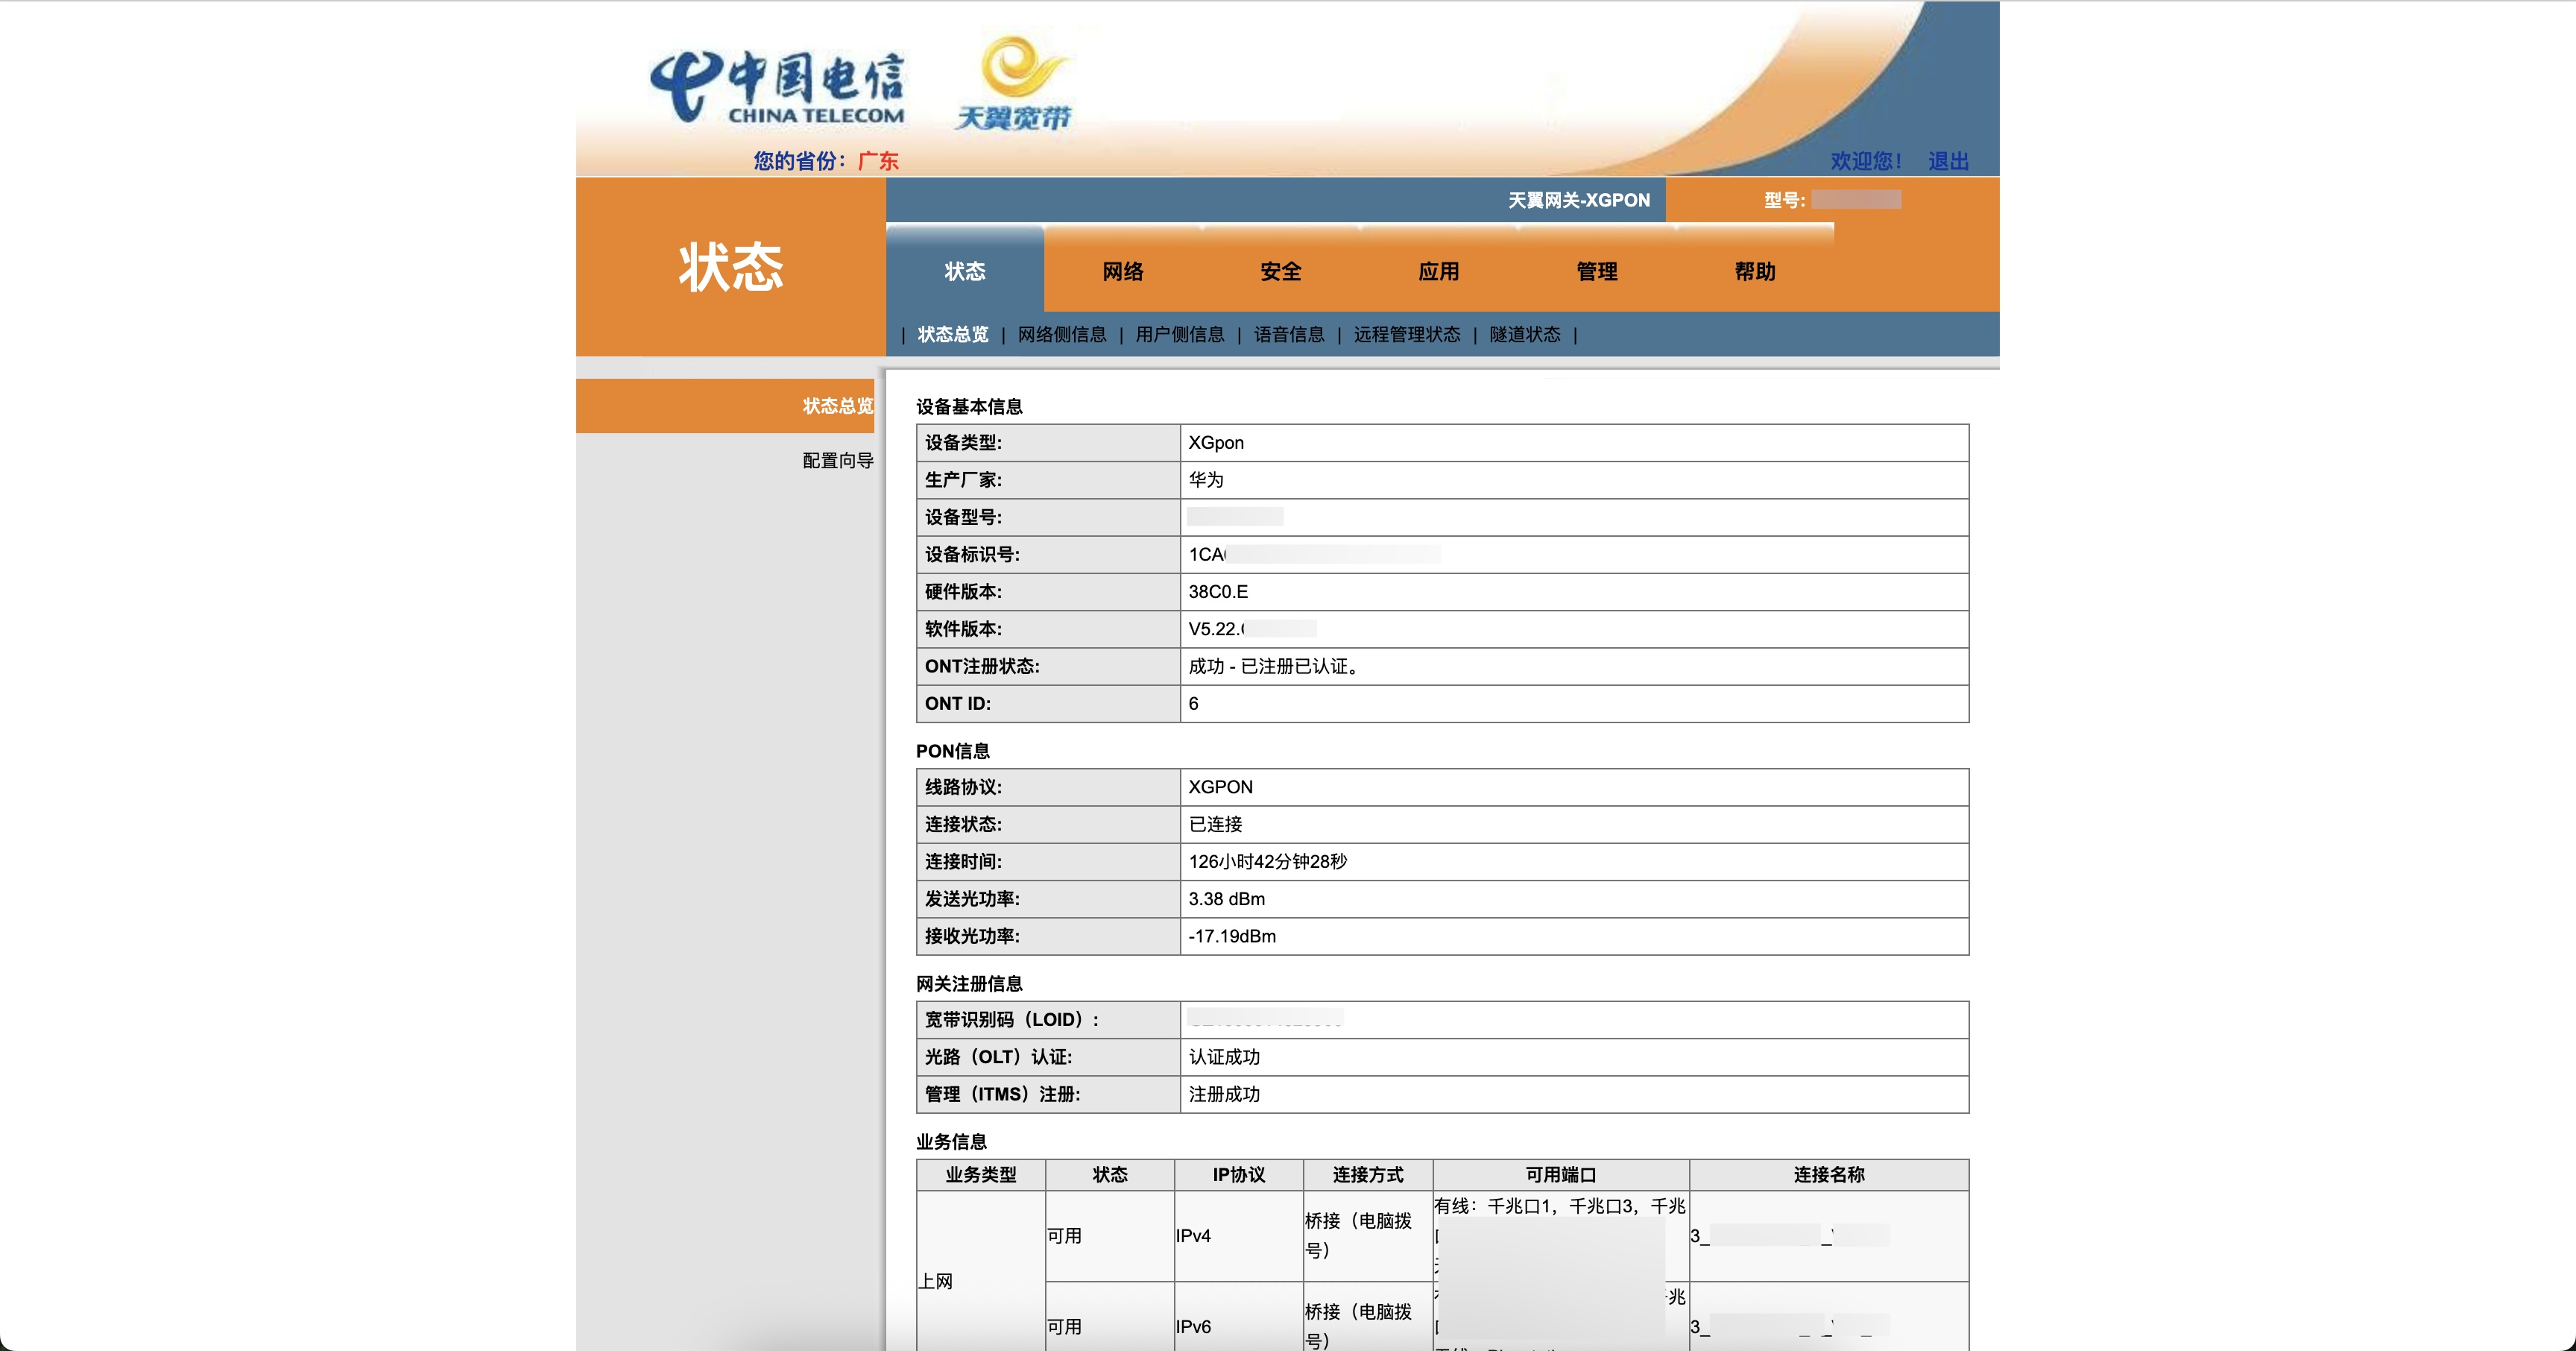 中国电信
CHINA TELECOM
天翼宽带
您的省份：广东
欢迎您！ 退出
天翼网关-XGPON 型号:
状态
状态 网络 安全 应用 管理 帮助
| 状态总览 | 网络侧信息 | 用户侧信息 | 语音信息 | 远程管理状态 | 隧道状态 |
状态总览
配置向导
设备基本信息
设备类型: XGpon
生产厂家: 华为
设备型号:
设备标识号: 1CA
硬件版本: 38C0.E
软件版本: V5.22.
ONT注册状态: 成功 - 已注册已认证。
ONT ID: 6
PON信息
线路协议: XGPON
连接状态: 已连接
连接时间: 126小时42分钟28秒
发送光功率: 3.38 dBm
接收光功率: -17.19dBm
网关注册信息
宽带识别码（LOID）:
光路（OLT）认证: 认证成功
管理（ITMS）注册: 注册成功
业务信息
业务类型 状态 IP协议 连接方式 可用端口 连接名称
上网
可用 IPv4 桥接（电脑拨号） 有线：千兆口1，千兆口3，千兆 3_ _
可用 IPv6 桥接（电脑拨号） 兆 3_